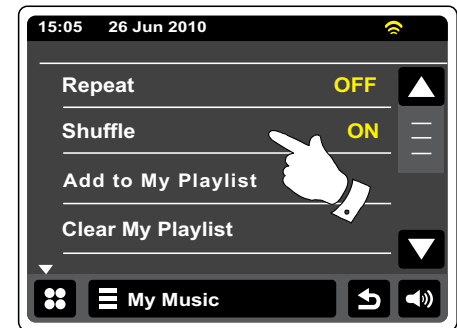 15:05 26 Jun 2010
Repeat OFF
Shuffle ON
Add to My Playlist
Clear My Playlist
My Music